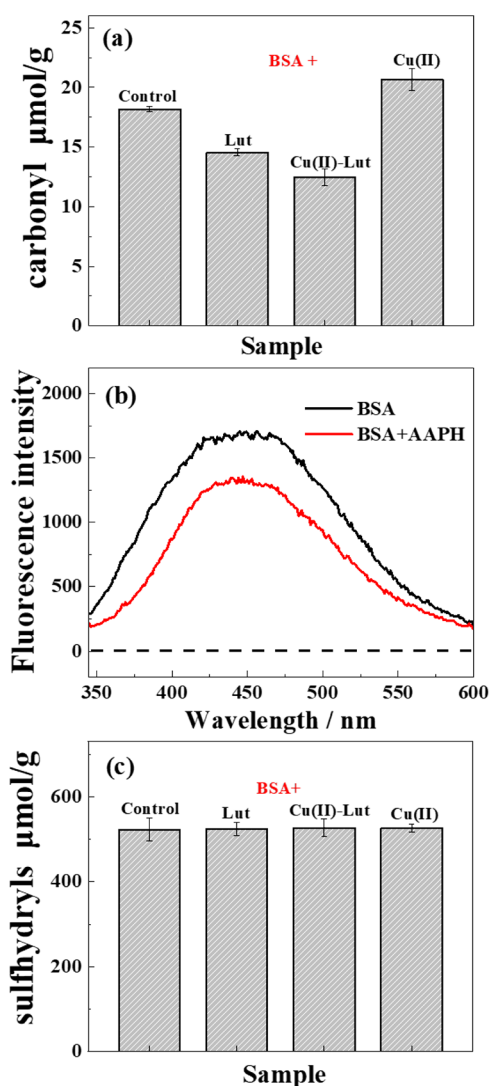 (a)
BSA +
Cu(II)
Control
Lut
Cu(II)-Lut
25
20
15
10
5
0
carbonyl μmol/g
Sample
(b)
BSA
BSA+AAPH
2000
1500
1000
500
0
Fluorescence intensity
350 400 450 500 550 600
Wavelength / nm
(c)
BSA+
Control Lut Cu(II)-Lut Cu(II)
600
400
200
0
sulfhydryls μmol/g
Sample